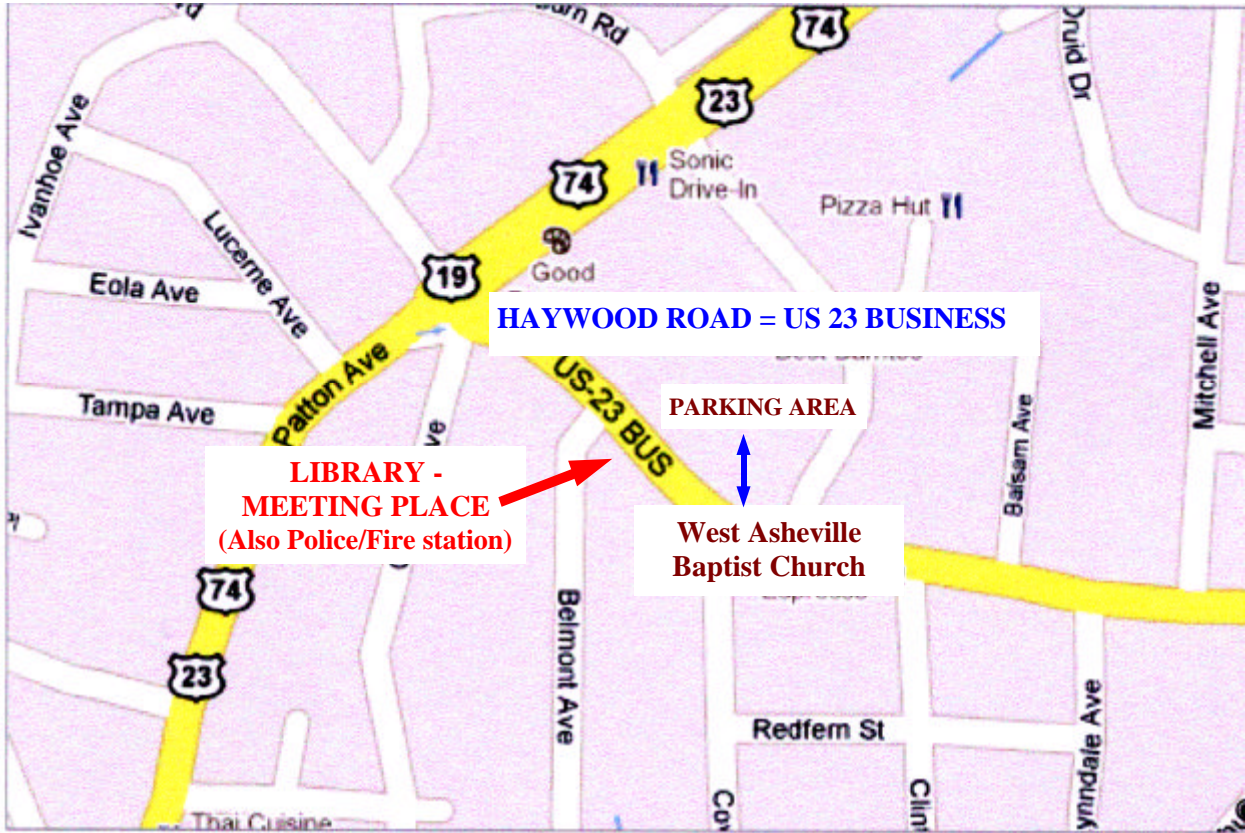 74
23
74
19
Sonic
Drive-In
Pizza Hut
Good
Ivanhoe Ave
Lucerne Ave
Eola Ave
Tampa Ave
Patton Ave
Druid Dr
Mitchell Ave
HAYWOOD ROAD = US 23 BUSINESS
US-23 BUS
PARKING AREA
Balsam Ave
LIBRARY -
MEETING PLACE
(Also Police/Fire station)
West Asheville
Baptist Church
74
23
Belmont Ave
Redfern St
Thai Cuisine